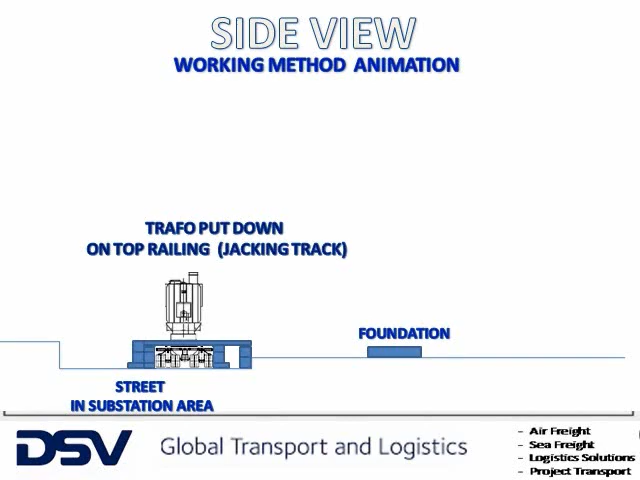 SIDE VIEW
WORKING METHOD ANIMATION
TRAFO PUT DOWN
ON TOP RAILING (JACKING TRACK)
FOUNDATION
STREET
IN SUBSTATION AREA
DSV
Global Transport and Logistics
- Air Freight
- Sea Freight
- Logistics Solutions
- Project Transport